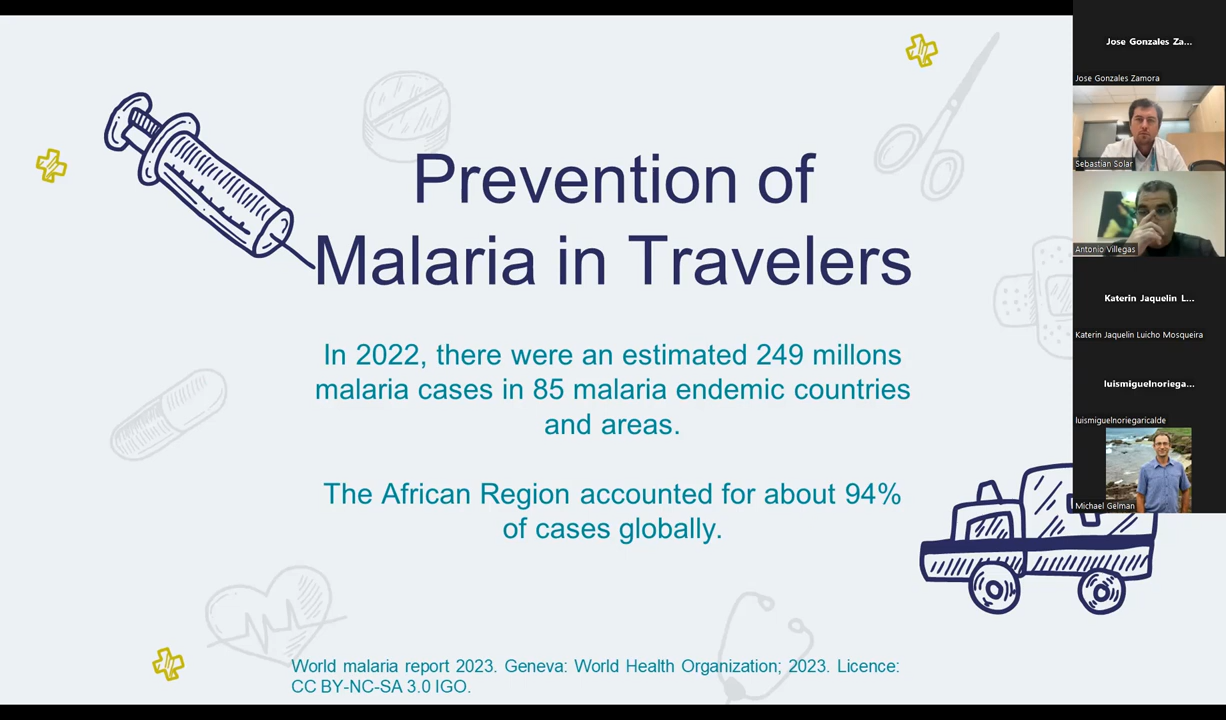 Prevention of
Malaria in Travelers
In 2022, there were an estimated 249 millons
malaria cases in 85 malaria endemic countries
and areas.
The African Region accounted for about 94%
of cases globally.
World malaria report 2023. Geneva: World Health Organization; 2023. Licence:
CC BY-NC-SA 3.0 IGO.
Jose Gonzales Za...
Jose Gonzales Zamora
Sebastian Solar
Antonio Villegas
Katerin Jaquelin L...
Katerin Jaquelin Luicho Mosqueira
luismiguelnoriega...
luismiguelnoriegaricalde
Michael Gelman